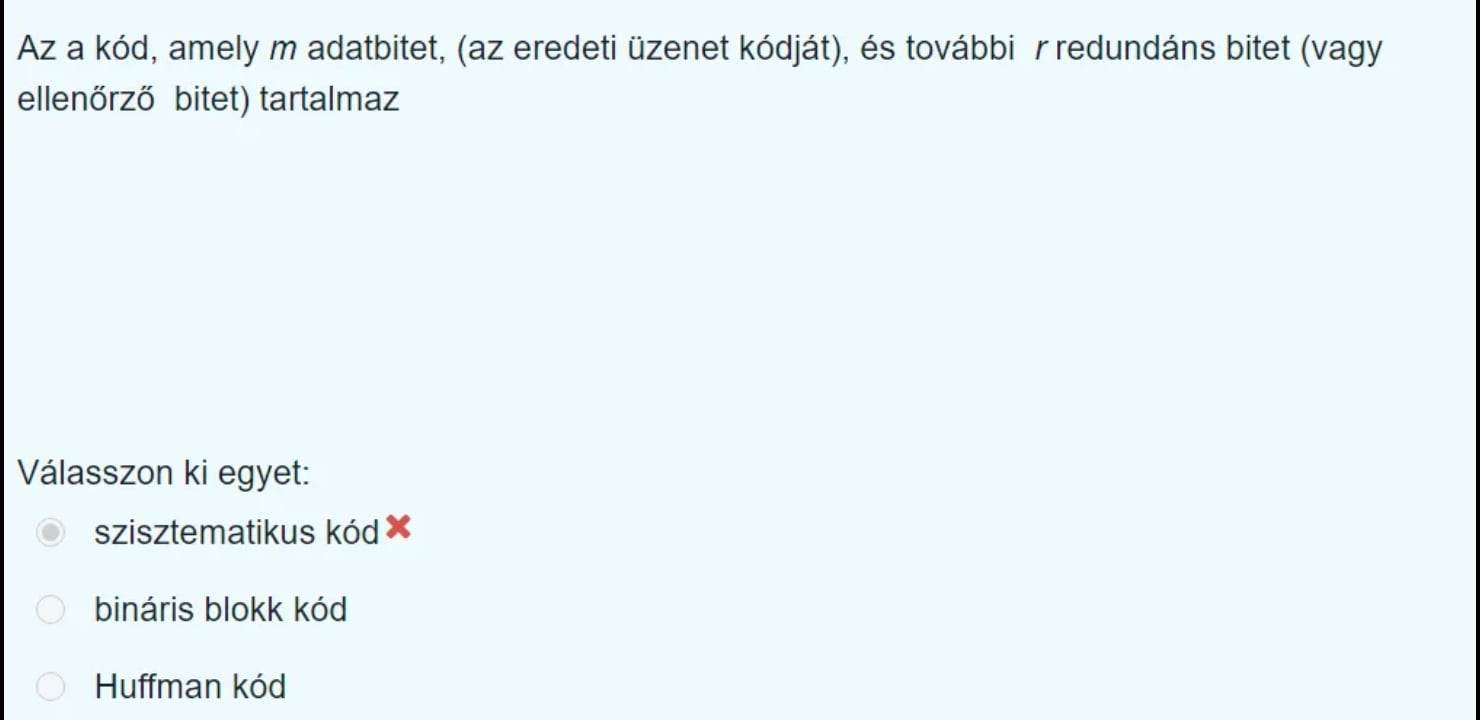 Az a kód, amely m adatbitet, (az eredeti üzenet kódját), és további r redundáns bitet (vagy
ellenőrző bitet) tartalmaz
Válasszon ki egyet:
szisztematikus kód
bináris blokk kód
Huffman kód